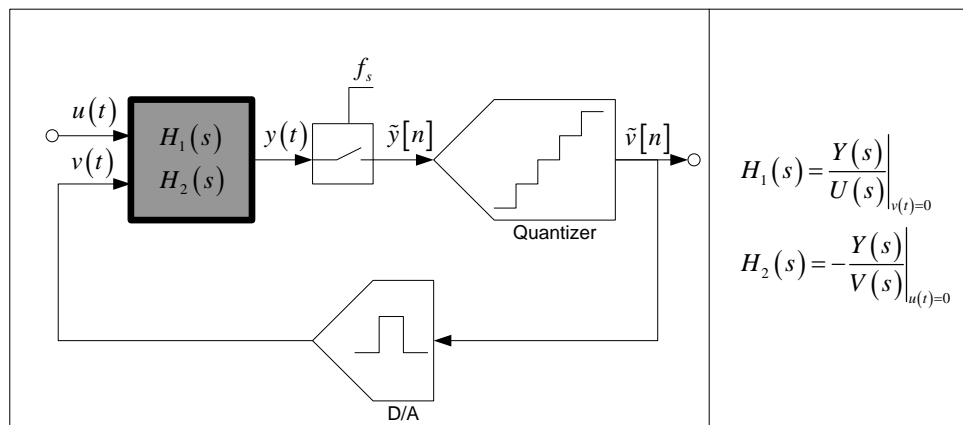 f_s
u(t)
v(t)
H_1(s)
H_2(s)
y(t)
ỹ[n]
ṽ[n]
Quantizer
D/A
H_1(s) = Y(s)/U(s)|_{v(t)=0}
H_2(s) = -Y(s)/V(s)|_{u(t)=0}